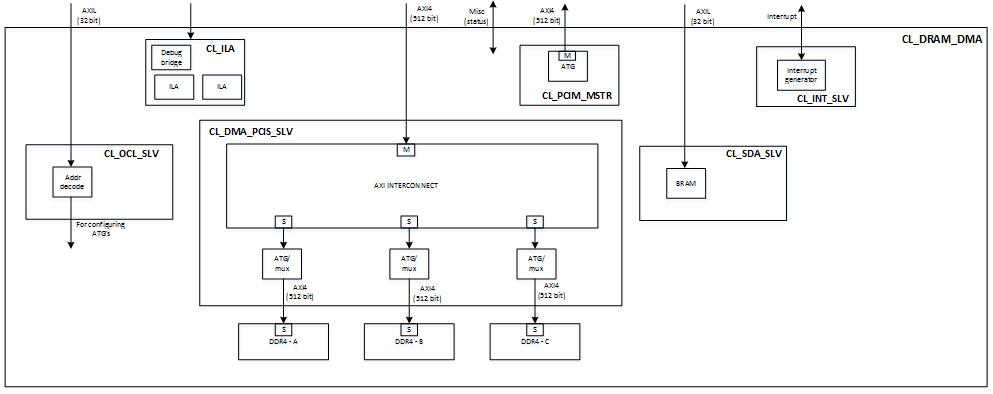 AXIL
(32 bit)
AXI4
(512 bit)
Misc
(status)
AXI4
(512 bit)
AXIL
(32 bit)
Interrupt
CL_DRAM_DMA
CL_ILA
Debug
bridge
ILA
ILA
M
ATG
CL_PCIM_MSTR
Interrupt
generator
CL_INT_SLV
CL_DMA_PCIS_SLV
M
AXI INTERCONNECT
S
S
S
CL_OCL_SLV
Addr
decode
For configuring
ATG's
CL_SDA_SLV
BRAM
ATG/
mux
ATG/
mux
ATG/
mux
AXI4
(512 bit)
AXI4
(512 bit)
AXI4
(512 bit)
S
DDR4 - A
S
DDR4 - B
S
DDR4 - C